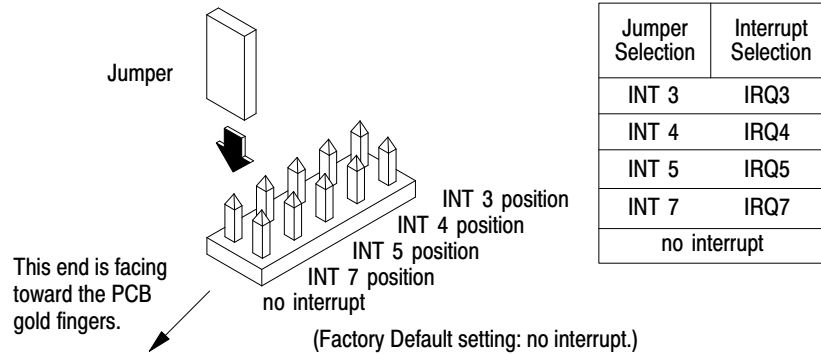 Jumper
INT 3 position
INT 4 position
INT 5 position
INT 7 position
no interrupt
This end is facing
toward the PCB
gold fingers.
(Factory Default setting: no interrupt.)
Jumper Selection Interrupt Selection
INT 3 IRQ3
INT 4 IRQ4
INT 5 IRQ5
INT 7 IRQ7
no interrupt